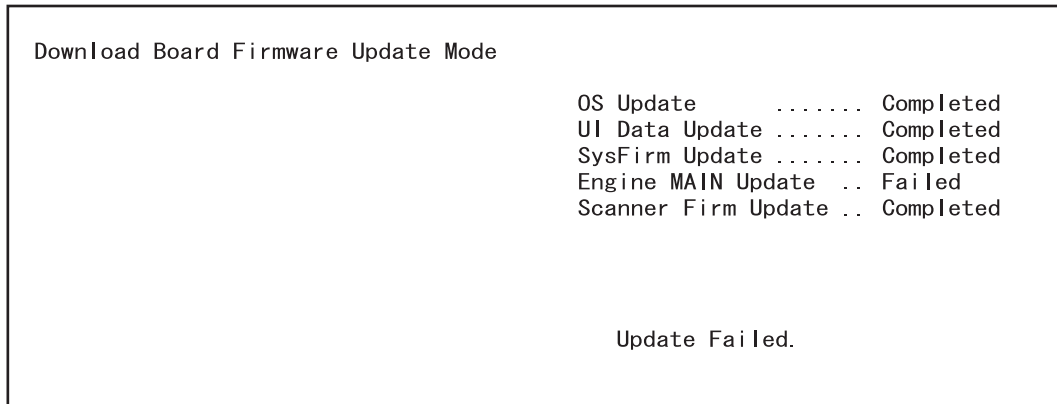 Download Board Firmware Update Mode
OS Update ....... Completed
UI Data Update ....... Completed
SysFirm Update ....... Completed
Engine MAIN Update .. Failed
Scanner Firm Update .. Completed
Update Failed.